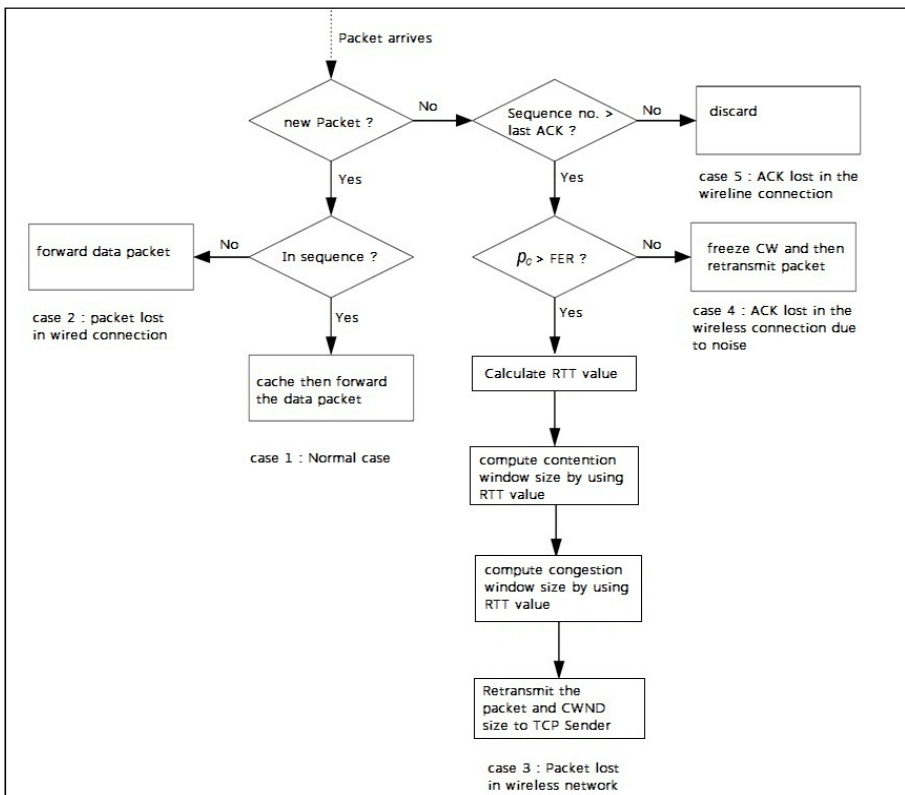 Packet arrives
new Packet ?
No
Sequence no. >
last ACK ?
No
discard
case 5 : ACK lost in the
wireline connection
Yes
Yes
forward data packet
No
In sequence ?
case 2 : packet lost
in wired connection
Yes
cache then forward
the data packet
case 1 : Normal case
pc > FER ?
No
freeze CW and then
retransmit packet
case 4 : ACK lost in the
wireless connection due
to noise
Yes
Calculate RTT value
compute contention
window size by using
RTT value
compute congestion
window size by using
RTT value
Retransmit the
packet and CWND
size to TCP Sender
case 3 : Packet lost
in wireless network